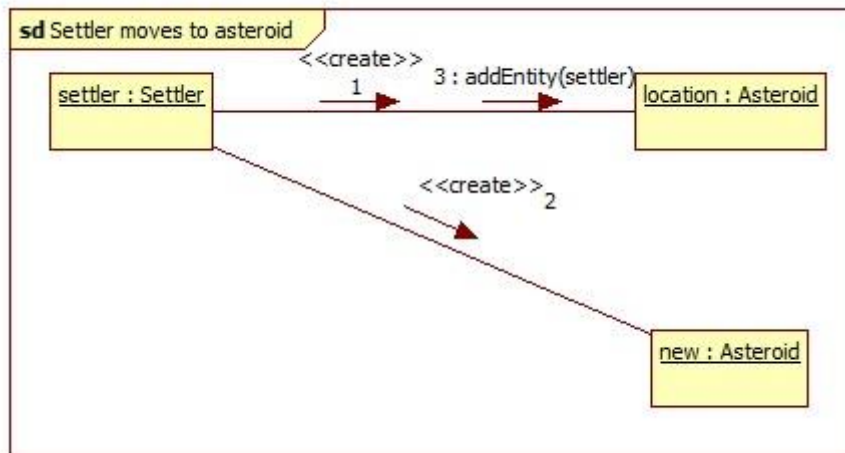 sd Settler moves to asteroid
<<create>>
1
3 : addEntity(settler)
settler : Settler
location : Asteroid
<<create>>
2
new : Asteroid